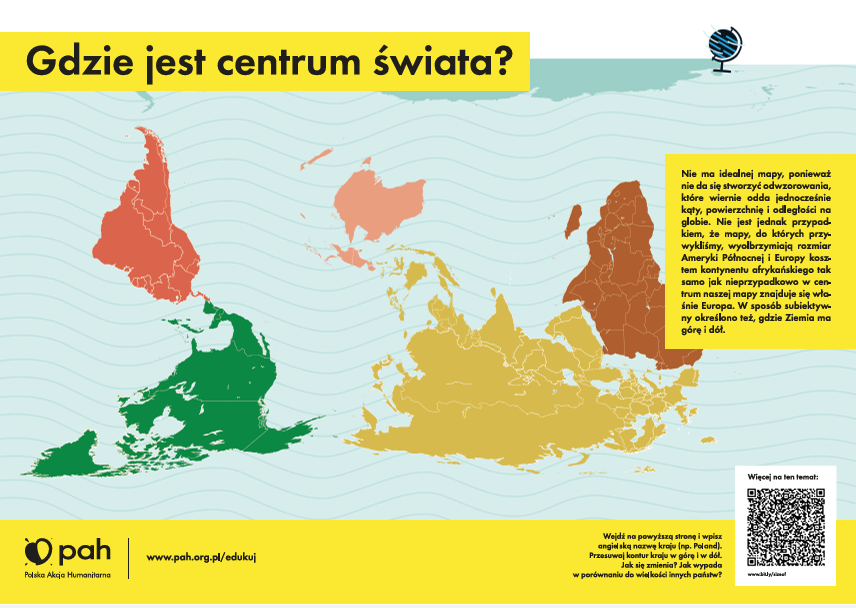 Gdzie jest centrum świata?
Nie ma idealnej mapy, ponieważ
nie da się stworzyć odwzorowania,
które wiernie odda jednocześnie
kąty, powierzchnię i odległości na
globie. Nie jest jednak przypad-
kiem, że mapy, do których przy-
wykliśmy, wyolbrzymiają rozmiar
Ameryki Północnej i Europy kosz-
tem kontynentu afrykańskiego tak
samo jak nieprzypadkowo w cen-
trum naszej mapy znajduje się wła-
śnie Europa. W sposób subiektyw-
ny określono też, gdzie Ziemia ma
górę i dół.
Więcej na ten temat:
pah
Polska Akcja Humanitarna
www.pah.org.pl/edukuj
Wejdź na powyższą stronę i wpisz
angielską nazwę kraju (np. Poland).
Przesuwaj kontur kraju w górę i w dół.
Jak się zmienia? Jak wypada
w porównaniu do wielkości innych państw?